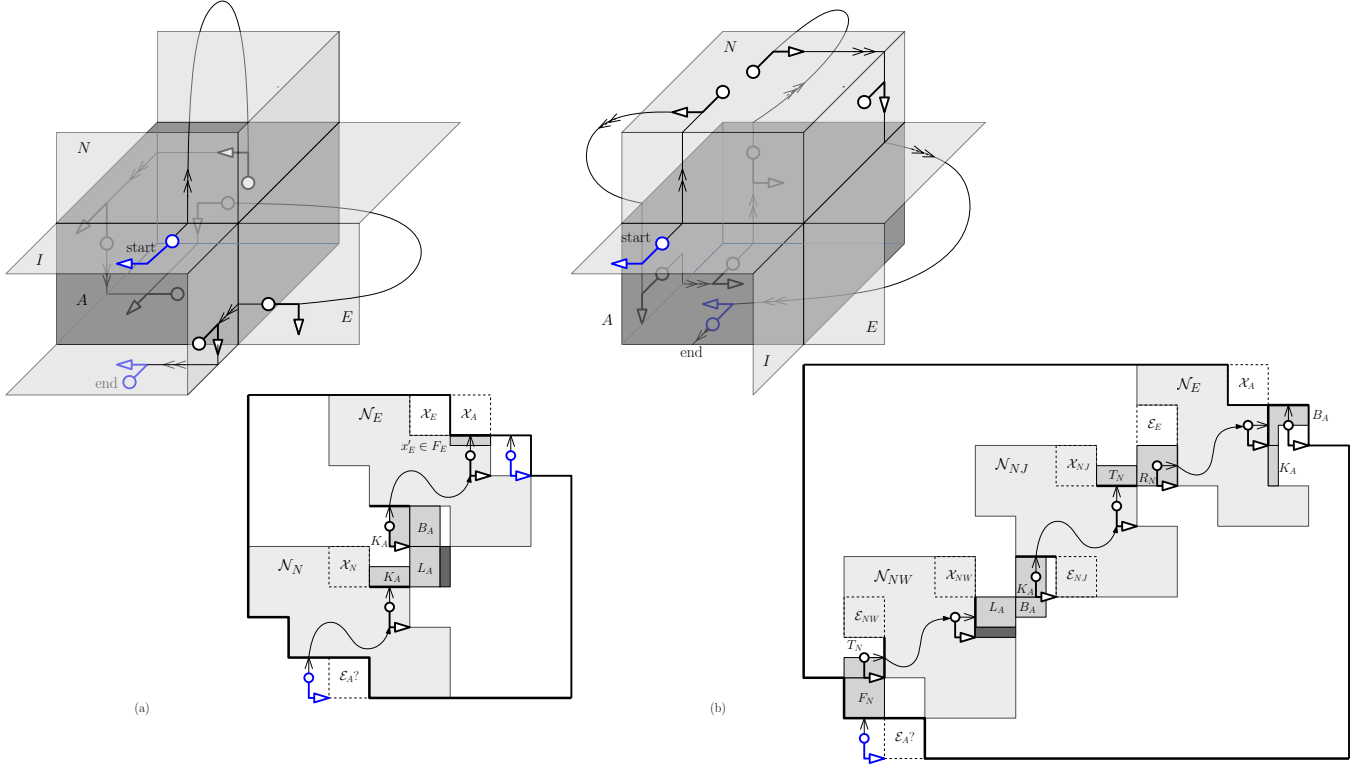 N
start
I
A
E
end
N
start
A
E
end
I
𝒩_E
𝒳_E
𝒳_A
x′_E ∈ F_E
K_A
B_A
𝒩_N
𝒳_N
K_A
L_A
ℰ_A?
(a)
𝒩_E
𝒳_A
B_A
ℰ_E
𝒩_NJ
𝒳_NJ
T_N
R_N
K_A
𝒩_NW
𝒳_NW
K_A
ℰ_NJ
ℰ_NW
L_A
B_A
T_N
F_N
ℰ_A?
(b)